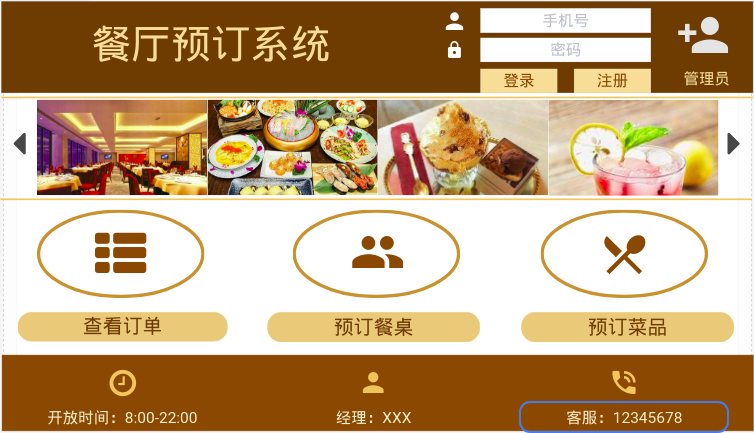 餐厅预订系统
手机号
密码
登录
注册
管理员
查看订单
预订餐桌
预订菜品
开放时间：8:00-22:00
经理：XXX
客服：12345678